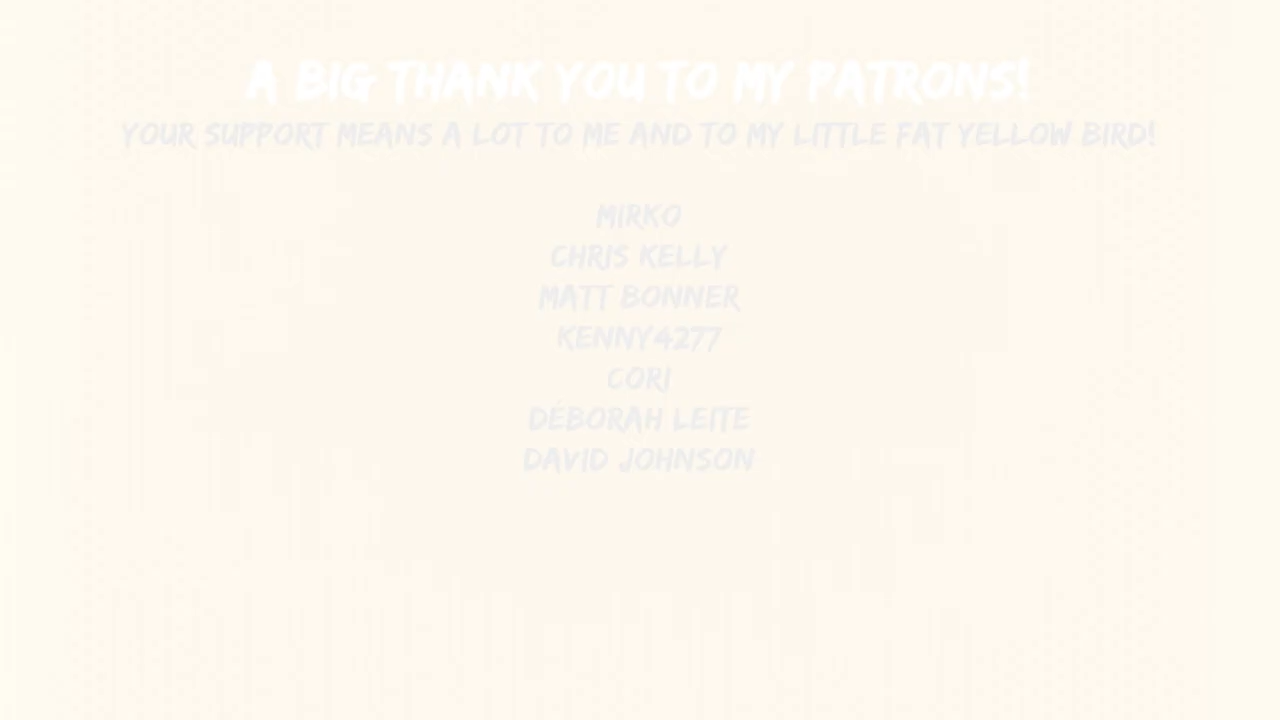 A BIG THANK YOU TO MY PATRONS!
YOUR SUPPORT MEANS A LOT TO ME AND TO MY LITTLE FAT YELLOW BIRD!
MIRKO
CHRIS KELLY
MATT BONNER
KENNY4277
CORI
DÉBORAH LEITE
DAVID JOHNSON